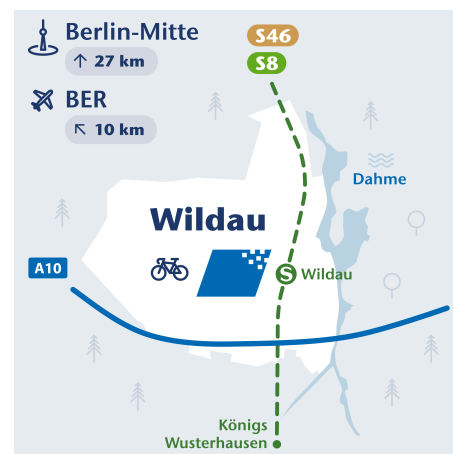 Berlin-Mitte
↑ 27 km
BER
↖ 10 km
S46
S8
Dahme
Wildau
A10
S Wildau
Königs
Wusterhausen